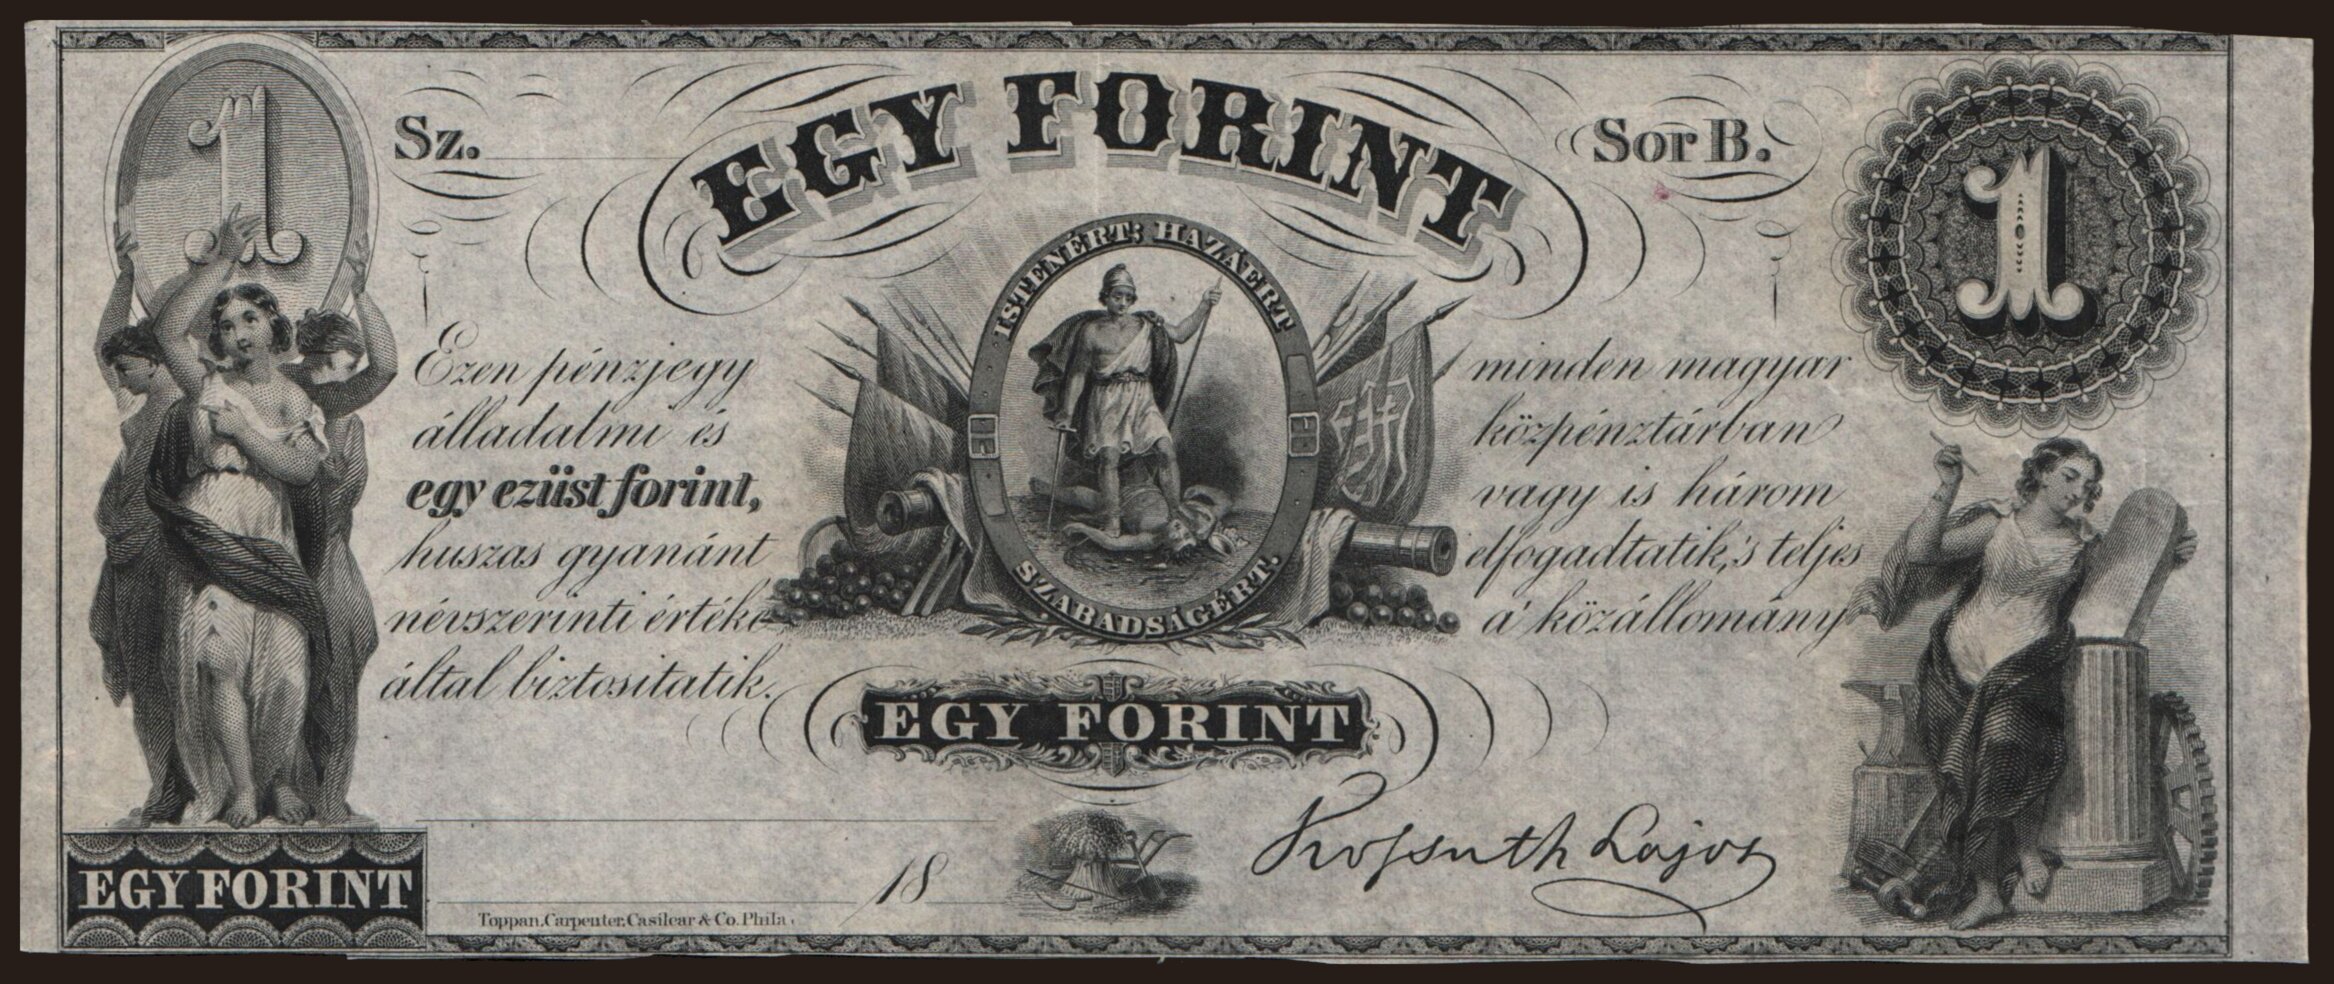 1
Sz.
EGY FORINT
Sor B.
1
ISTENÉRT; HAZÁÉRT
SZABADSÁGÉRT.
Ezen pénzjegy minden magyar
álladalmi és közpénztárban
egy ezüst forint, vagy is három
huszas gyanánt elfogadtatik,'s teljes
névszerinti értéke a' közállomány
által biztositatik.
EGY FORINT
Kossuth Lajos
EGY FORINT
18
Toppan, Carpenter, Casilear & Co. Phila.